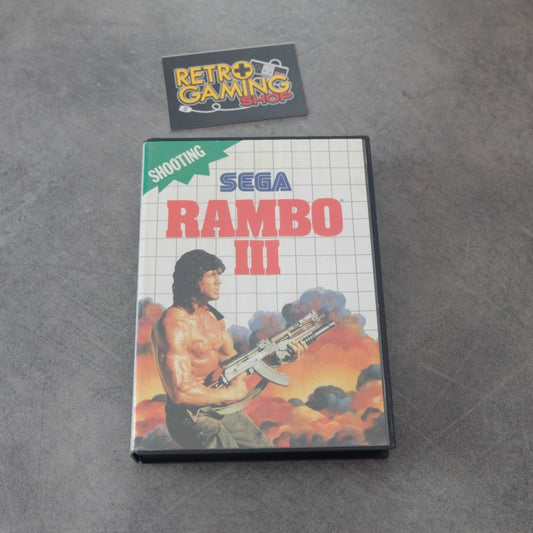 RETRO
GAMING
SHOP
SHOOTING
SEGA
RAMBO
III